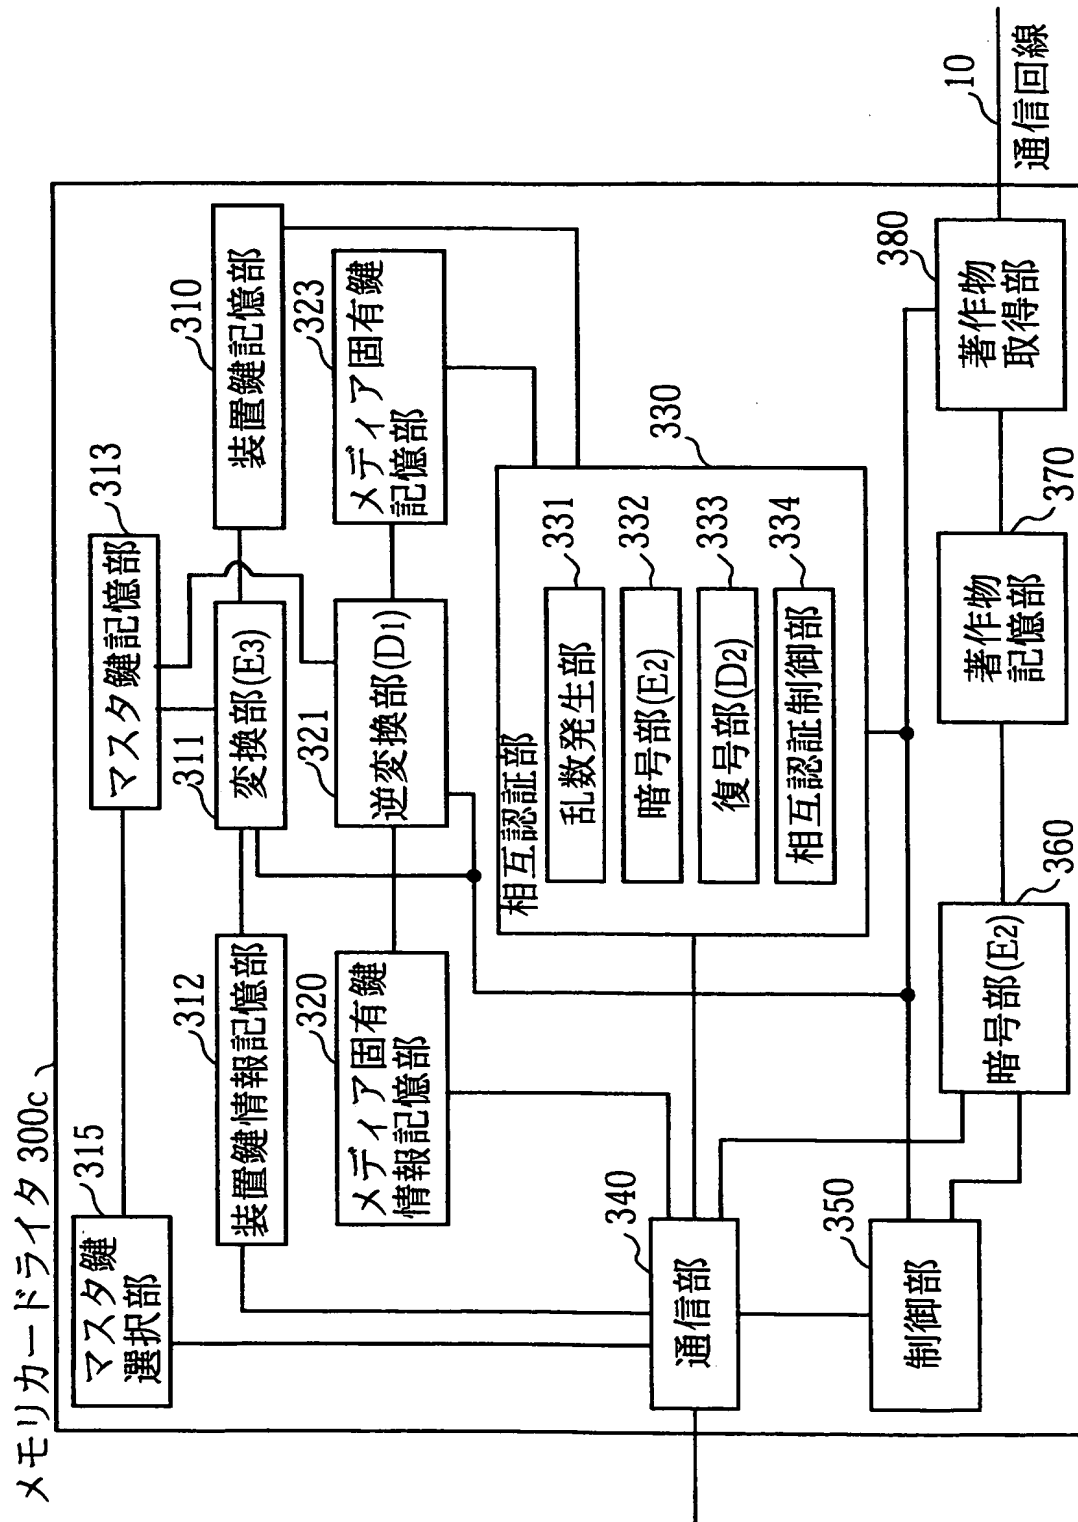 メモリカードライタ 300c
マスタ鍵
選択部
315
マスタ鍵記憶部
313
装置鍵情報記憶部
312
変換部(E3)
311
装置鍵記憶部
310
メディア固有鍵
情報記憶部
320
逆変換部(D1)
321
メディア固有鍵
記憶部
323
相互認証部
330
乱数発生部
331
暗号部(E2)
332
復号部(D2)
333
相互認証制御部
334
通信部
340
制御部
350
暗号部(E2)
360
著作物
記憶部
370
著作物
取得部
380
10
通信回線